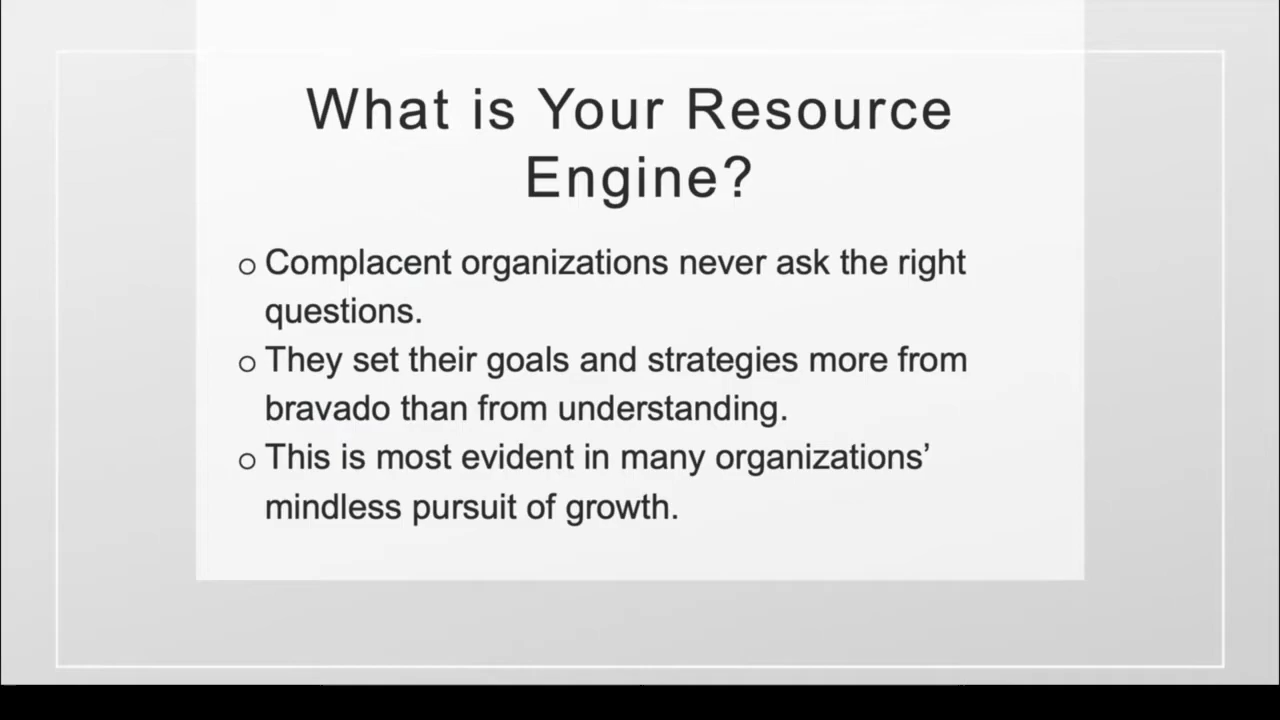 What is Your Resource
Engine?
o Complacent organizations never ask the right
questions.
o They set their goals and strategies more from
bravado than from understanding.
o This is most evident in many organizations’
mindless pursuit of growth.